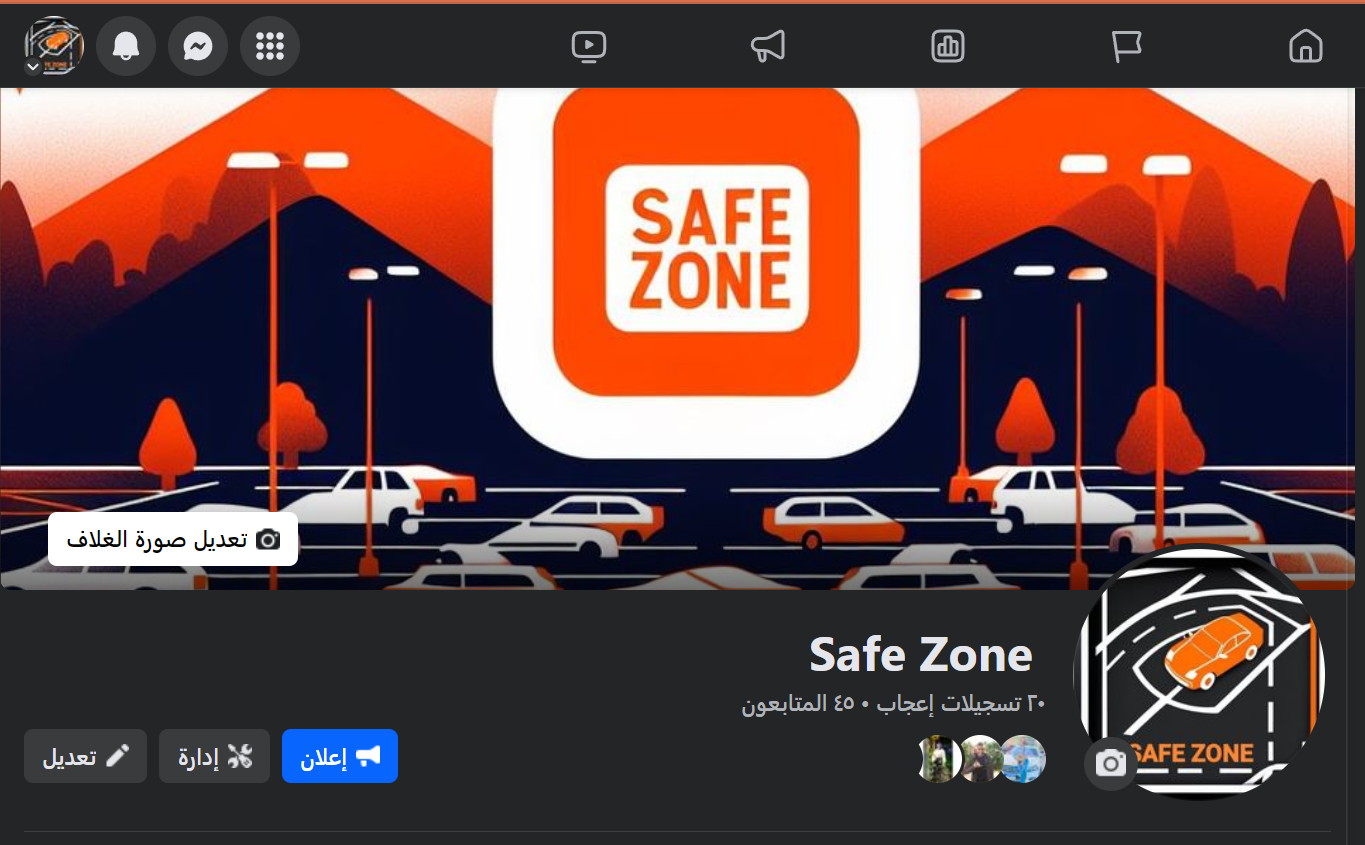 SAFE
ZONE
تعديل صورة الغلاف
Safe Zone
٢٠ تسجيلات إعجاب • ٤٥ المتابعون
إعلان
إدارة
تعديل
SAFE ZONE